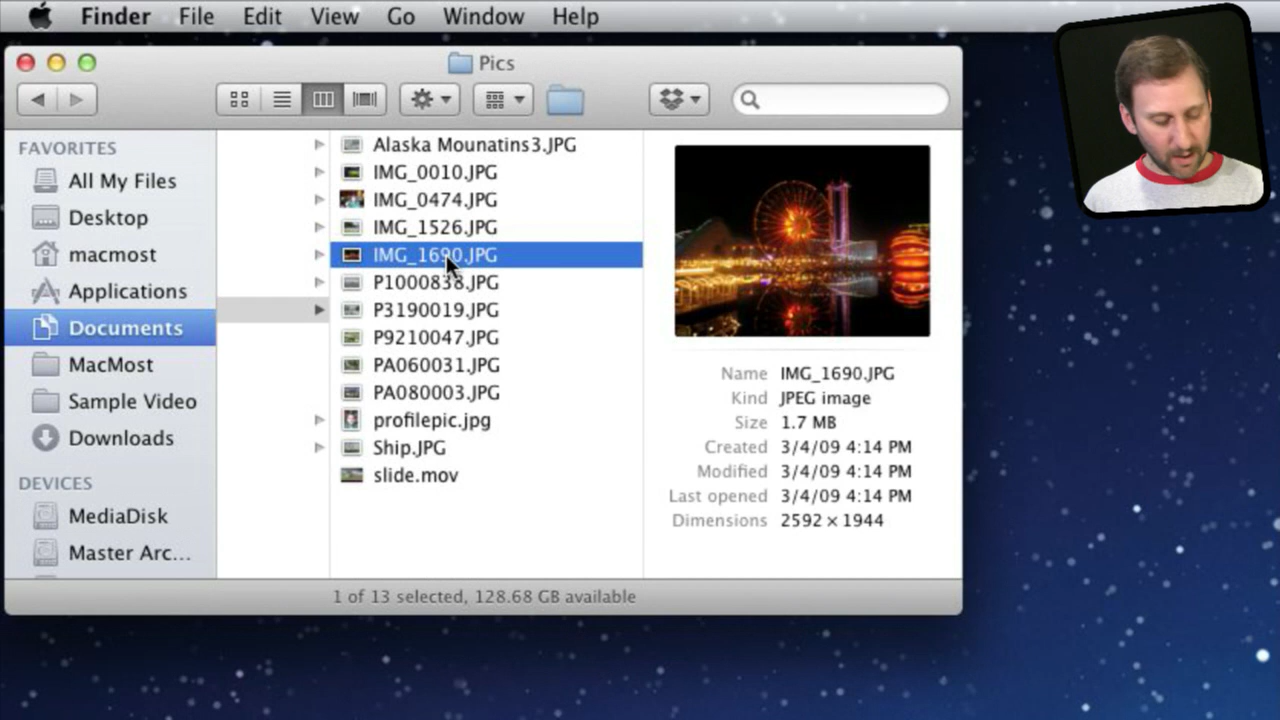 Finder File Edit View Go Window Help
Pics
FAVORITES
All My Files
Desktop
macmost
Applications
Documents
MacMost
Sample Video
Downloads
DEVICES
MediaDisk
Master Arc...
Alaska Mounatins3.JPG
IMG_0010.JPG
IMG_0474.JPG
IMG_1526.JPG
IMG_1690.JPG
P1000838.JPG
P3190019.JPG
P9210047.JPG
PA060031.JPG
PA080003.JPG
profilepic.jpg
Ship.JPG
slide.mov
Name IMG_1690.JPG
Kind JPEG image
Size 1.7 MB
Created 3/4/09 4:14 PM
Modified 3/4/09 4:14 PM
Last opened 3/4/09 4:14 PM
Dimensions 2592 × 1944
1 of 13 selected, 128.68 GB available